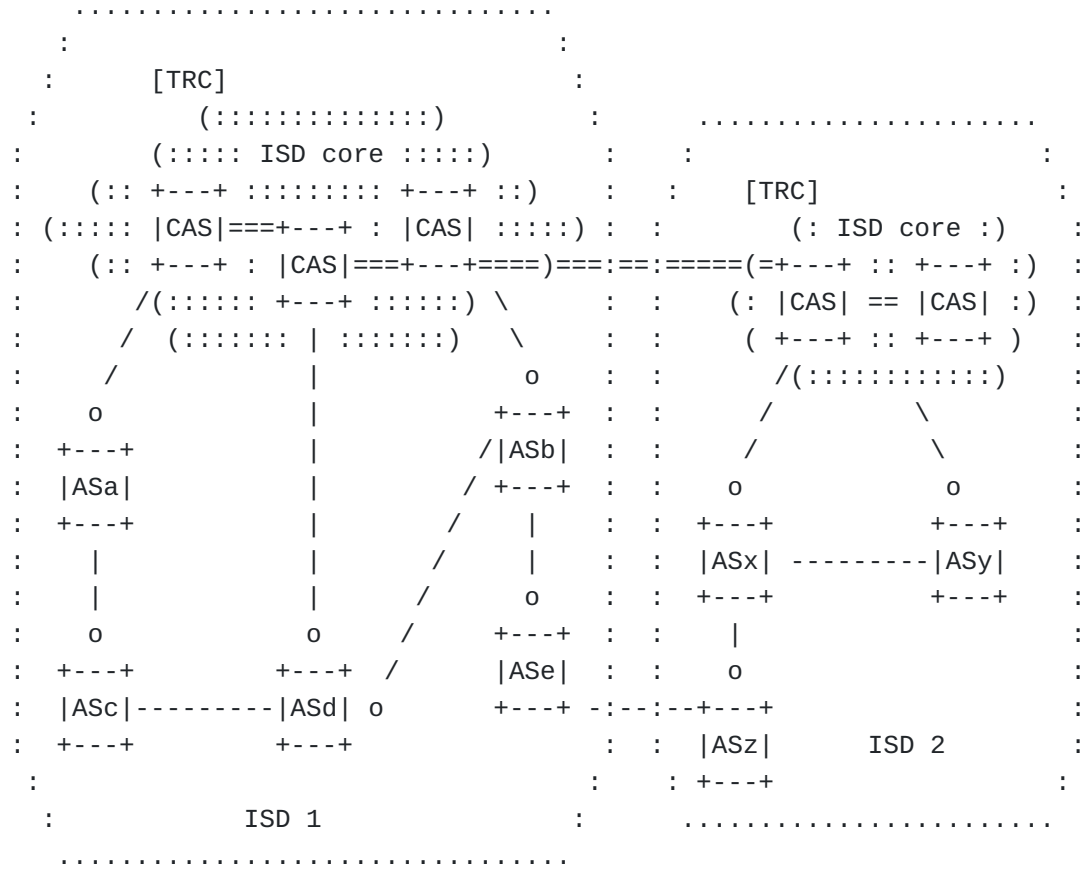 ...............................
   :                                :
  :      [TRC]                       :
 :           (::::::::::::::)         :      ......................
:         (::::: ISD core :::::)       :    :                       :
:     (:: +---+ ::::::::: +---+ ::)    :   :    [TRC]                :
: (::::: |CAS|===+---+ : |CAS| :::::) :  :        (: ISD core :)    :
:    (:: +---+ : |CAS|===+---+====)===:==:=====(=+---+ :: +---+ :)  :
:       /(:::::: +---+ ::::::) \      :  :    (: |CAS| == |CAS| :)  :
:      /  (::::::: | :::::::)   \     :  :     ( +---+ :: +---+ )   :
:     /            |             o    :  :       /(::::::::::::)    :
:    o             |           +---+  :  :      /         \         :
:  +---+           |          /|ASb|  :  :     /           \        :
:  |ASa|           |         / +---+  :  :    o             o       :
:  +---+           |        /    |    :  :  +---+         +---+     :
:    |             |       /     |    :  :  |ASx| ---------|ASy|    :
:    |             |      /      o    :  :  +---+         +---+     :
:    o             o     /     +---+  :  :    |                     :
:  +---+         +---+  /      |ASe|  :  :    o                     :
:  |ASc|---------|ASd| o       +---+ -:--:--+---+                   :
:  +---+         +---+                :  :  |ASz|      ISD 2        :
 :                                   :    : +---+                  :
  :            ISD 1                :      ........................
   .................................